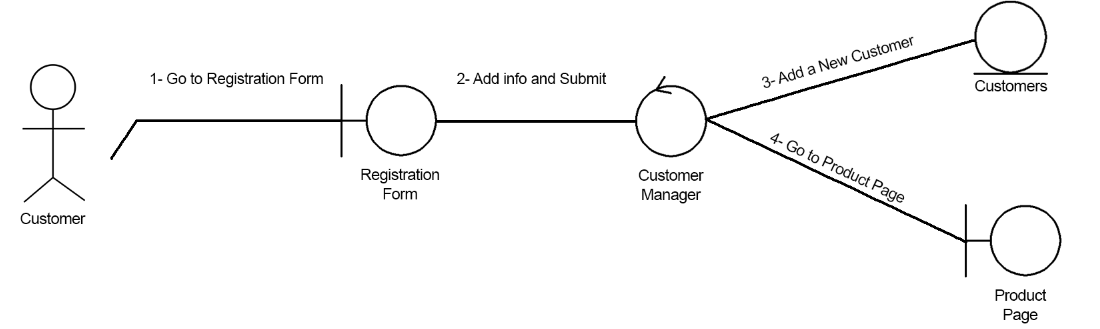 1- Go to Registration Form
2- Add info and Submit
3- Add a New Customer
Customers
4- Go to Product Page
Registration
Form
Customer
Manager
Customer
Product
Page